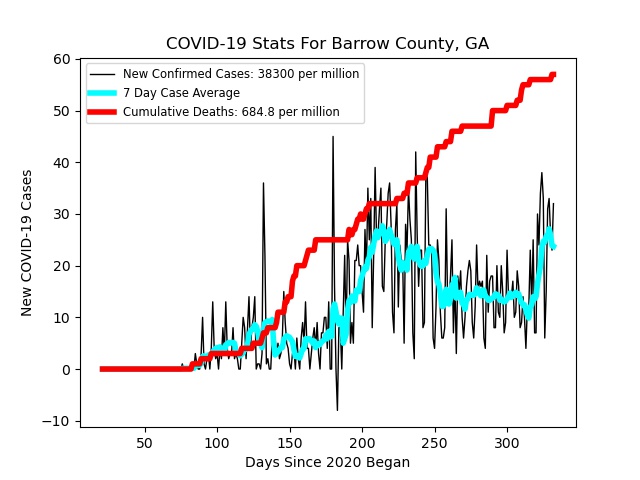 COVID-19 Stats For Barrow County, GA
New Confirmed Cases: 38300 per million
7 Day Case Average
Cumulative Deaths: 684.8 per million
New COVID-19 Cases
60
50
40
30
20
10
0
−10
50 100 150 200 250 300
Days Since 2020 Began